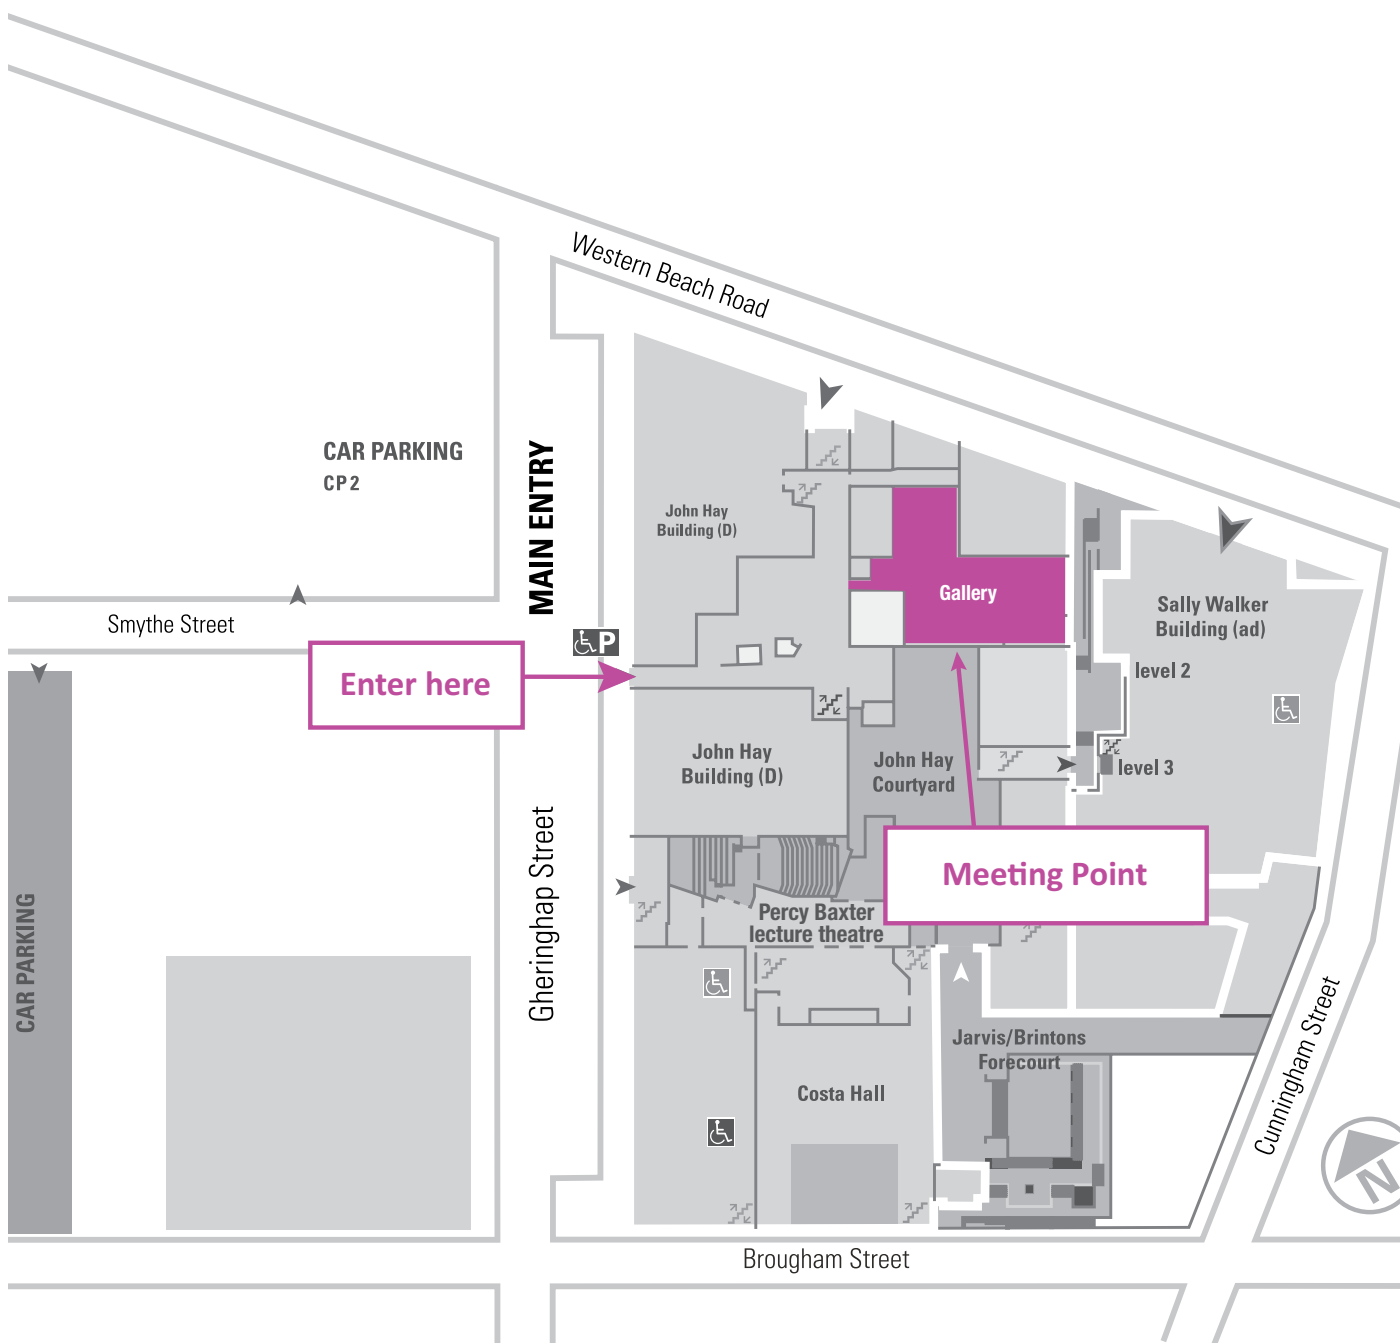 Western Beach Road
CAR PARKING
CP2
MAIN ENTRY
John Hay
Building (D)
Gallery
Smythe Street
P
Sally Walker
Building (ad)
Enter here
level 2
John Hay
Building (D)
John Hay
Courtyard
level 3
Gheringhap Street
Meeting Point
CAR PARKING
Percy Baxter
lecture theatre
Jarvis/Brintons
Forecourt
Costa Hall
Cunningham Street
N
Brougham Street